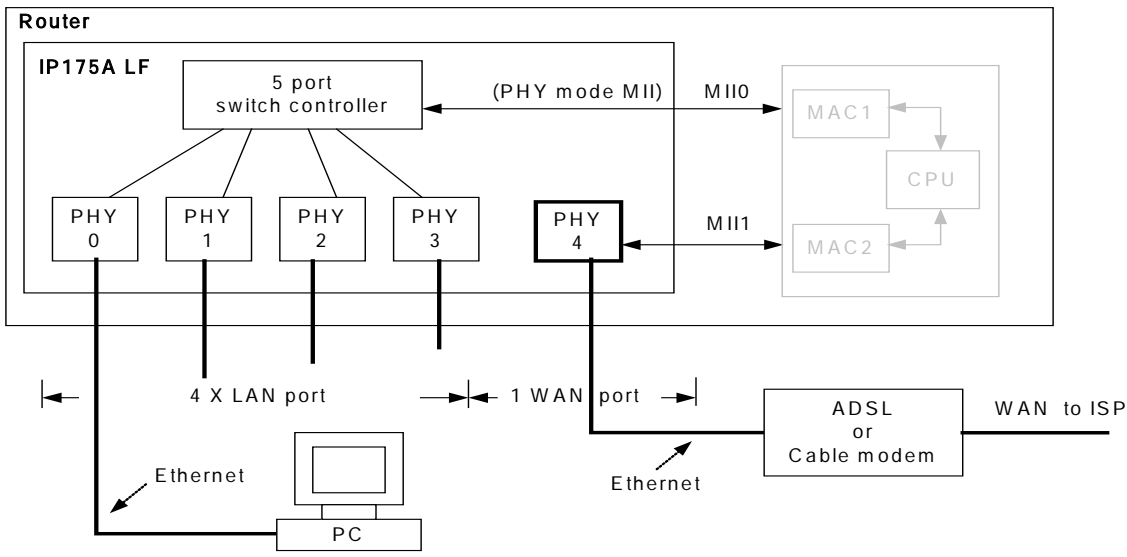 Router
IP175A LF
5 port
switch controller
(PHY mode MII)
MII0
MAC1
CPU
PHY
0
PHY
1
PHY
2
PHY
3
PHY
4
MII1
MAC2
4 X LAN port
1 WAN port
ADSL
or
Cable modem
WAN to ISP
Ethernet
Ethernet
PC